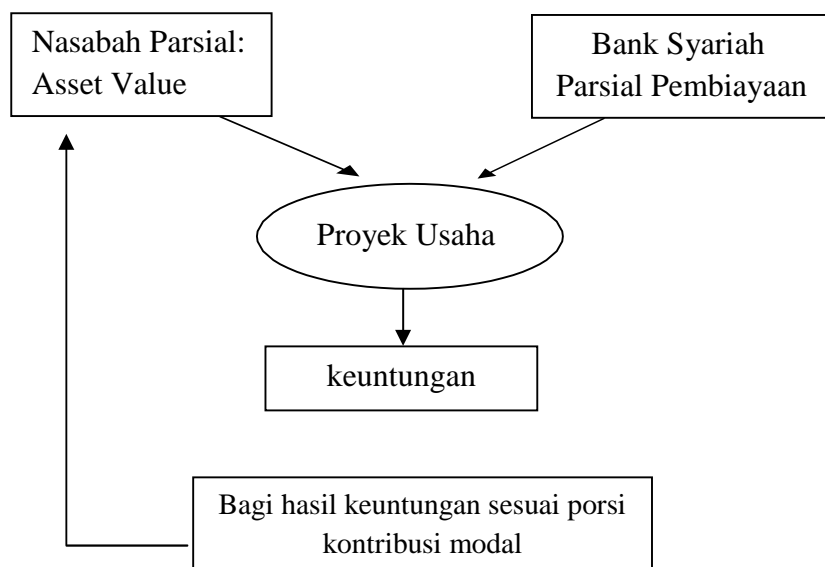 Nasabah Parsial:
Asset Value
Bank Syariah
Parsial Pembiayaan
Proyek Usaha
keuntungan
Bagi hasil keuntungan sesuai porsi
kontribusi modal